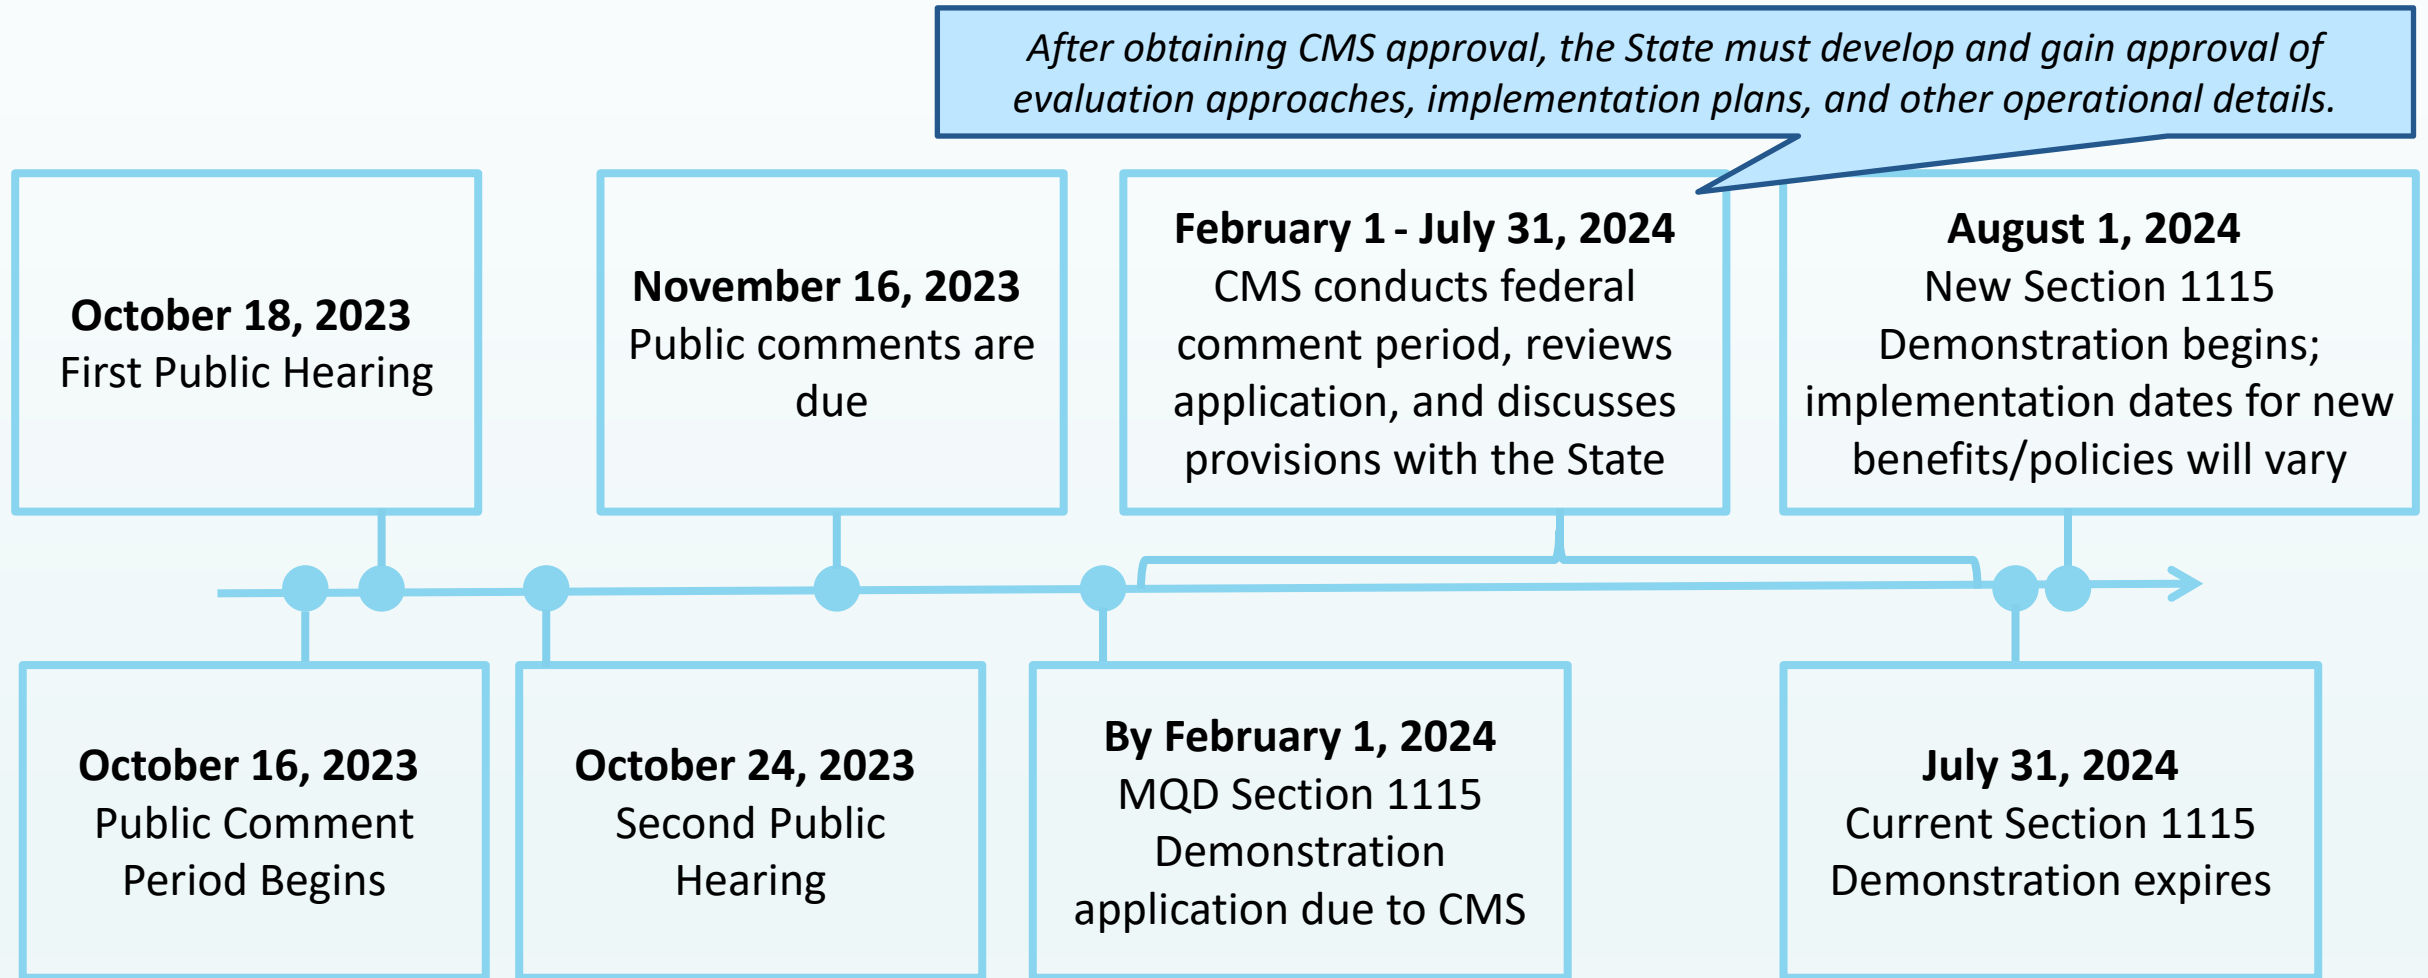 After obtaining CMS approval, the State must develop and gain approval of
evaluation approaches, implementation plans, and other operational details.
October 18, 2023
First Public Hearing
November 16, 2023
Public comments are
due
February 1 - July 31, 2024
CMS conducts federal
comment period, reviews
application, and discusses
provisions with the State
August 1, 2024
New Section 1115
Demonstration begins;
implementation dates for new
benefits/policies will vary
October 16, 2023
Public Comment
Period Begins
October 24, 2023
Second Public
Hearing
By February 1, 2024
MQD Section 1115
Demonstration
application due to CMS
July 31, 2024
Current Section 1115
Demonstration expires